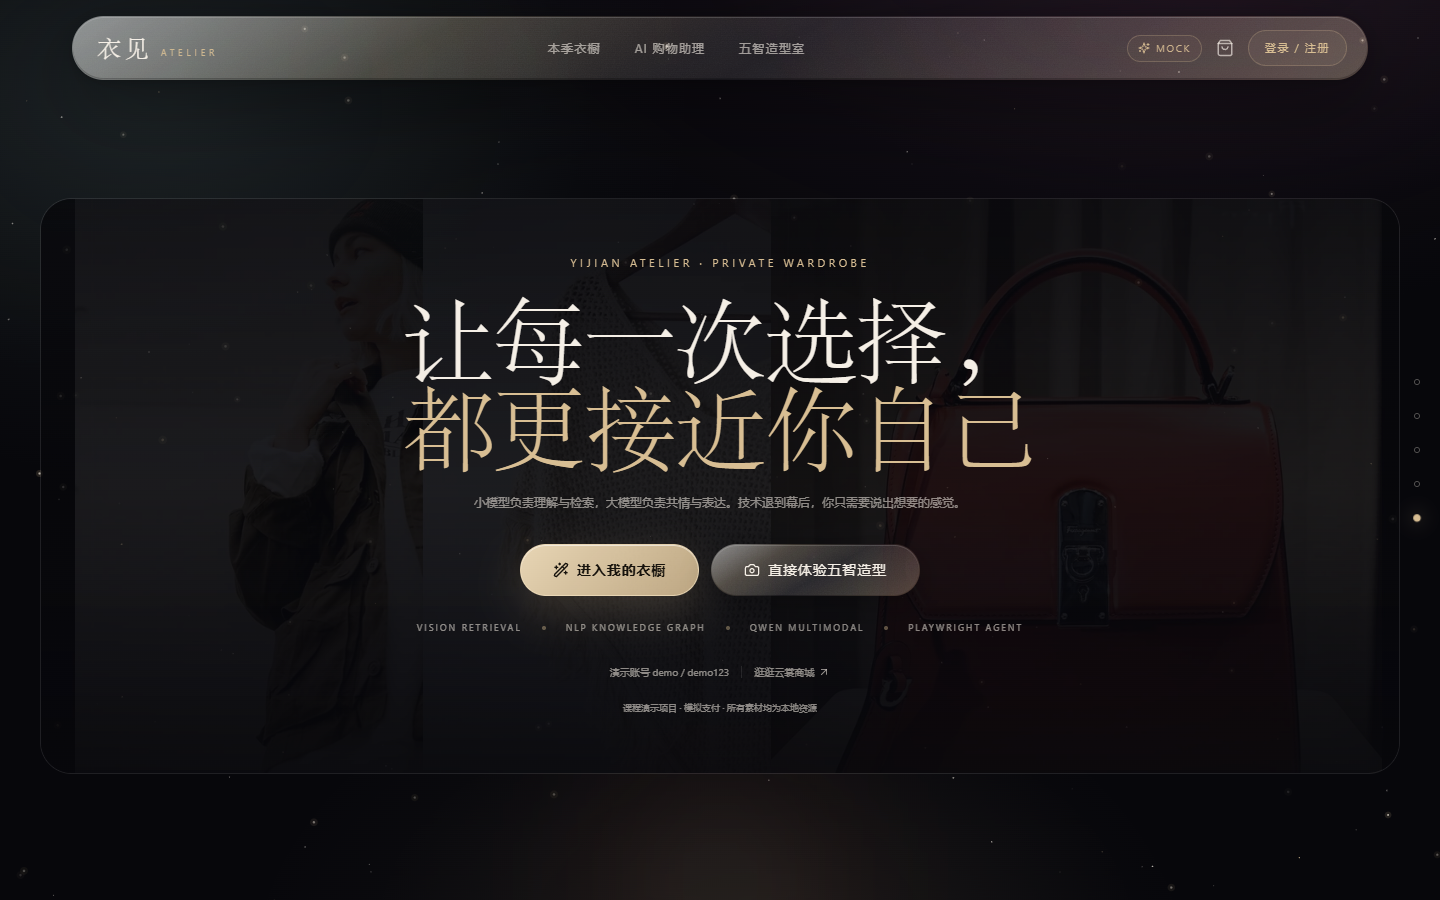 衣见 ATELIER
本季衣橱 AI 购物助理 五智造型室
MOCK 登录 / 注册
YIJIAN ATELIER · PRIVATE WARDROBE
让每一次选择，
都更接近你自己
小模型负责理解与检索，大模型负责共情与表达。技术退到幕后，你只需要说出想要的感觉。
进入我的衣橱 直接体验五智造型
VISION RETRIEVAL • NLP KNOWLEDGE GRAPH • QWEN MULTIMODAL • PLAYWRIGHT AGENT
演示账号 demo / demo123 逛逛云裳商城
课程演示项目 · 模拟支付 · 所有素材均为本地资源